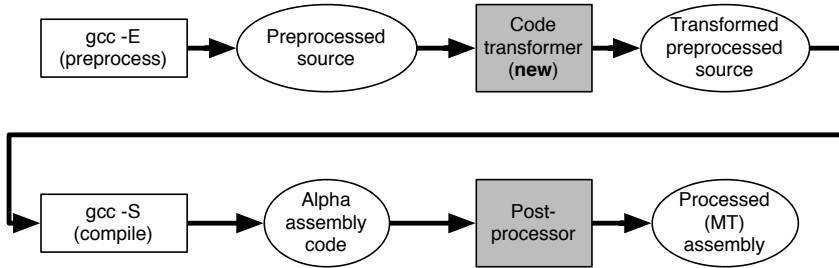 gcc -E
(preprocess)
Preprocessed
source
Code
transformer
(new)
Transformed
preprocessed
source
gcc -S
(compile)
Alpha
assembly
code
Post-
processor
Processed
(MT)
assembly